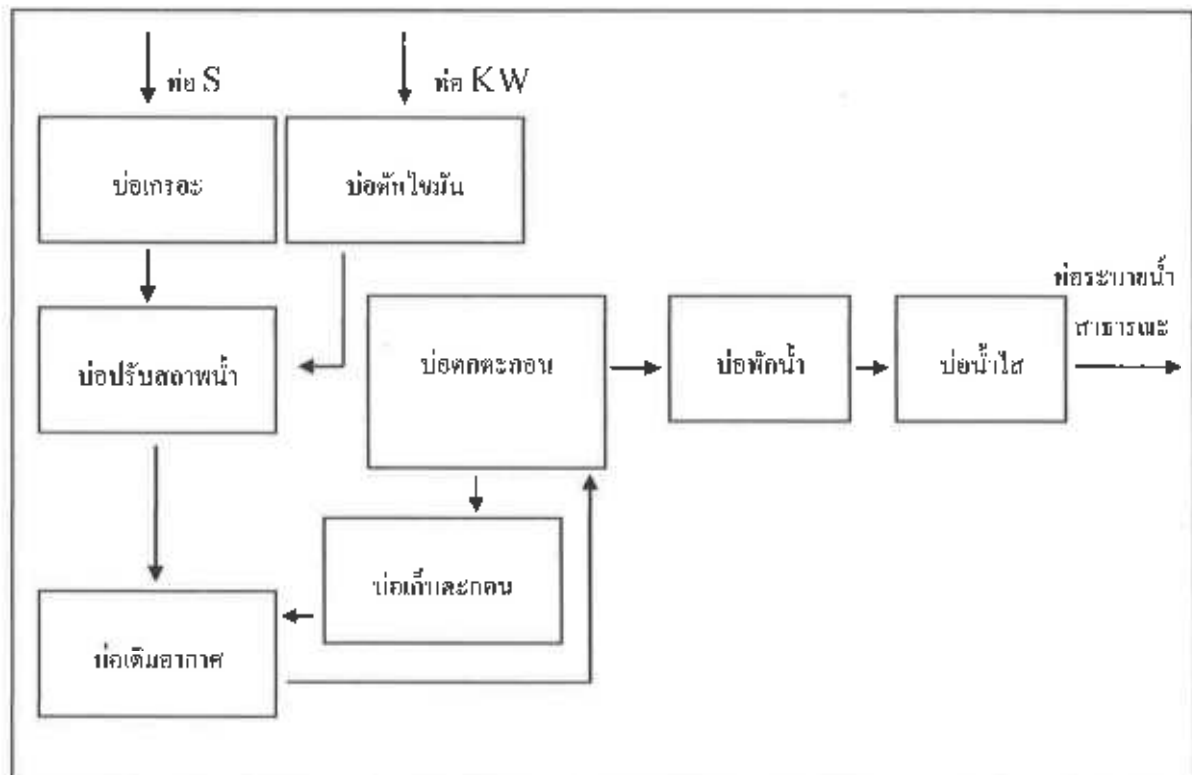 ท่อ S
ท่อ KW
บ่อเกรอะ
บ่อดักไขมัน
ท่อระบายน้ำ
สาธารณะ
บ่อปรับสภาพน้ำ
บ่อตกตะกอน
บ่อพักน้ำ
บ่อน้ำใส
บ่อเก็บตะกอน
บ่อเติมอากาศ